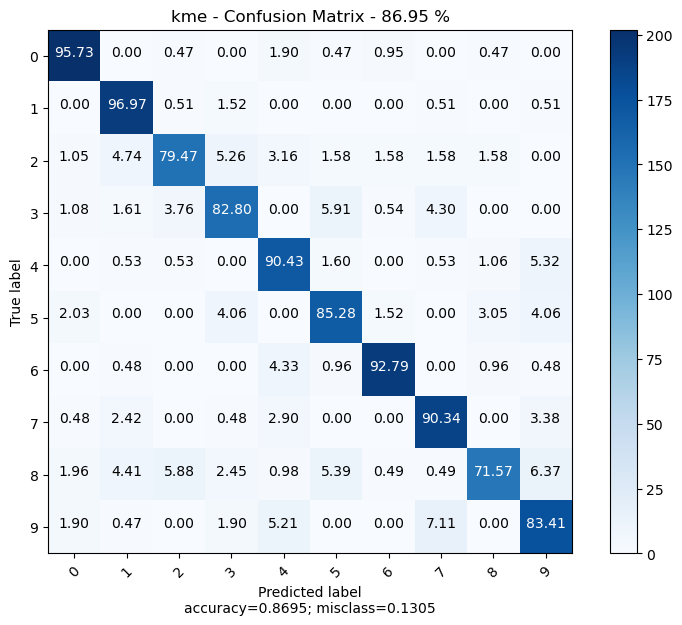 kme - Confusion Matrix - 86.95 %
0 95.73 0.00 0.47 0.00 1.90 0.47 0.95 0.00 0.47 0.00
1 0.00 96.97 0.51 1.52 0.00 0.00 0.00 0.51 0.00 0.51
2 1.05 4.74 79.47 5.26 3.16 1.58 1.58 1.58 1.58 0.00
3 1.08 1.61 3.76 82.80 0.00 5.91 0.54 4.30 0.00 0.00
4 0.00 0.53 0.53 0.00 90.43 1.60 0.00 0.53 1.06 5.32
5 2.03 0.00 0.00 4.06 0.00 85.28 1.52 0.00 3.05 4.06
6 0.00 0.48 0.00 0.00 4.33 0.96 92.79 0.00 0.96 0.48
7 0.48 2.42 0.00 0.48 2.90 0.00 0.00 90.34 0.00 3.38
8 1.96 4.41 5.88 2.45 0.98 5.39 0.49 0.49 71.57 6.37
9 1.90 0.47 0.00 1.90 5.21 0.00 0.00 7.11 0.00 83.41
True label
0 1 2 3 4 5 6 7 8 9
Predicted label
accuracy=0.8695; misclass=0.1305
200
175
150
125
100
75
50
25
0